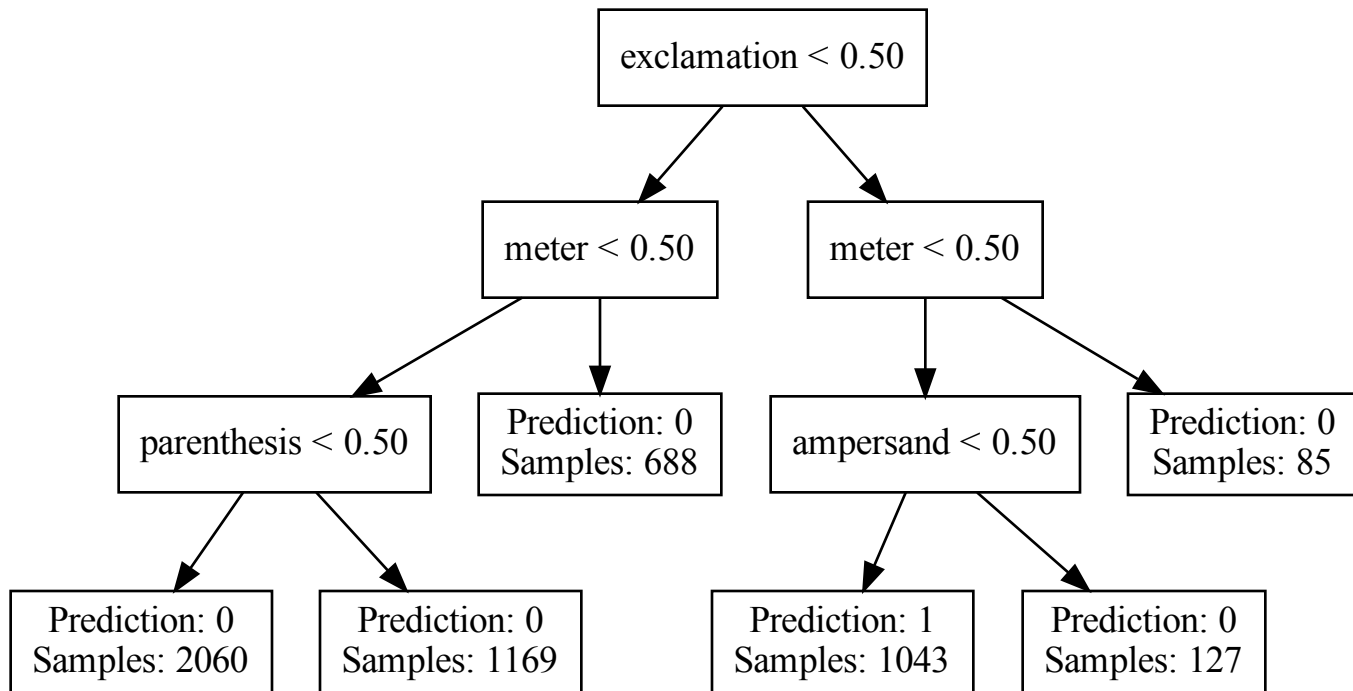 exclamation < 0.50
meter < 0.50
meter < 0.50
parenthesis < 0.50
Prediction: 0
Samples: 688
ampersand < 0.50
Prediction: 0
Samples: 85
Prediction: 0
Samples: 2060
Prediction: 0
Samples: 1169
Prediction: 1
Samples: 1043
Prediction: 0
Samples: 127